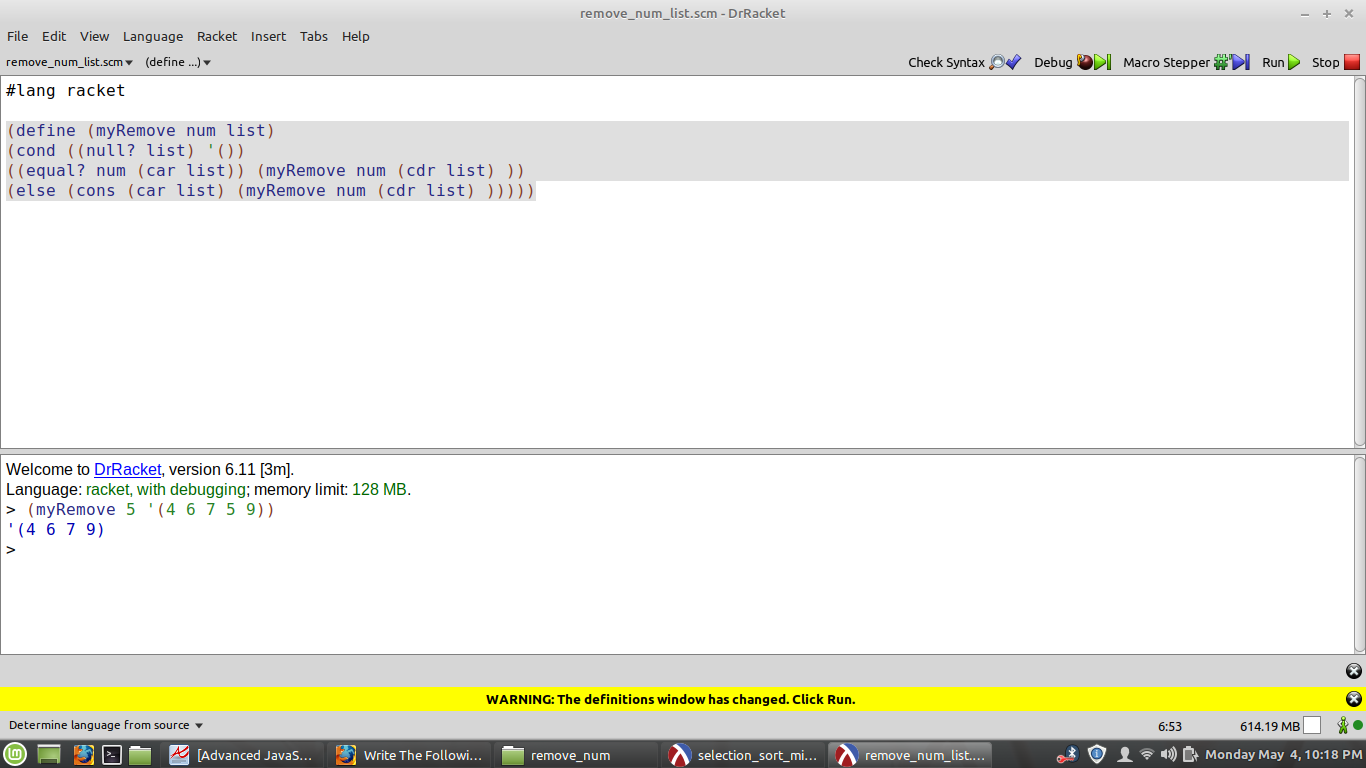 remove_num_list.scm - DrRacket
File Edit View Language Racket Insert Tabs Help
remove_num_list.scm (define ...) Check Syntax Debug Macro Stepper Run Stop
#lang racket
(define (myRemove num list)
(cond ((null? list) '())
((equal? num (car list)) (myRemove num (cdr list) ))
(else (cons (car list) (myRemove num (cdr list) )))))
Welcome to DrRacket, version 6.11 [3m].
Language: racket, with debugging; memory limit: 128 MB.
> (myRemove 5 '(4 6 7 5 9))
'(4 6 7 9)
>
WARNING: The definitions window has changed. Click Run.
Determine language from source 6:53 614.19 MB
[Advanced JavaS... Write The Followi... remove_num selection_sort_mi... remove_num_list.... Monday May 4, 10:18 PM